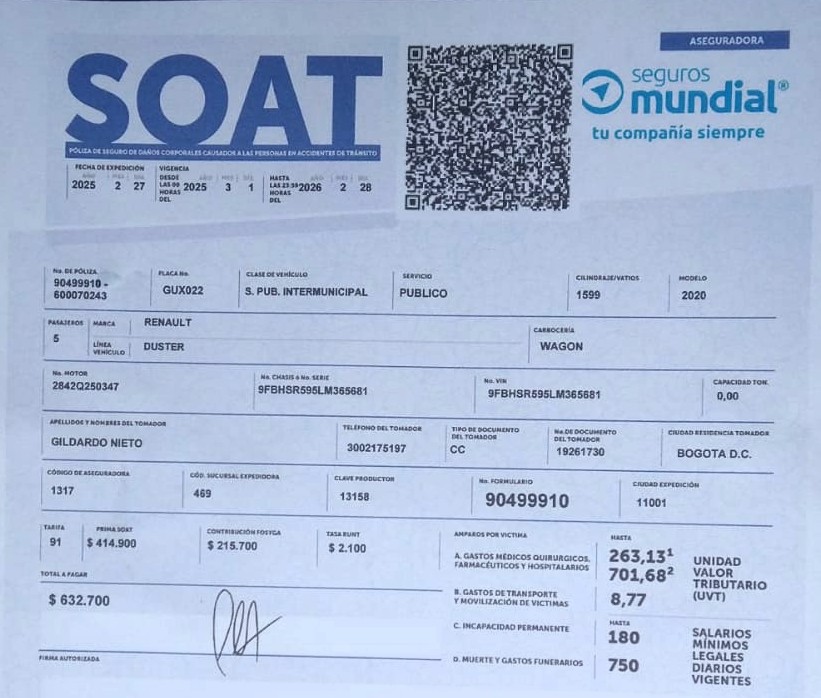 ASEGURADORA
SOAT
seguros
mundial®
tu compañía siempre
PÓLIZA DE SEGURO DE DAÑOS CORPORALES CAUSADOS A LAS PERSONAS EN ACCIDENTES DE TRÁNSITO
FECHA DE EXPEDICIÓN VIGENCIA
AÑO MES DÍA DESDE LAS 00 HORAS DEL AÑO MES DÍA HASTA LAS 23:59 HORAS DEL AÑO MES DÍA
2025 2 27 2025 3 1 2026 2 28
No. DE PÓLIZA PLACA No. CLASE DE VEHÍCULO SERVICIO CILINDRAJE/VATIOS MODELO
90499910 - GUX022 S. PUB. INTERMUNICIPAL PUBLICO 1599 2020
600070243
PASAJEROS MARCA RENAULT CARROCERÍA
5 LÍNEA VEHÍCULO DUSTER WAGON
No. MOTOR No. CHASIS ó No. SERIE No. VIN CAPACIDAD TON.
2842Q250347 9FBHSR595LM365681 9FBHSR595LM365681 0,00
APELLIDOS Y NOMBRES DEL TOMADOR TELÉFONO DEL TOMADOR TIPO DE DOCUMENTO DEL TOMADOR No. DE DOCUMENTO DEL TOMADOR CIUDAD RESIDENCIA TOMADOR
GILDARDO NIETO 3002175197 CC 19261730 BOGOTA D.C.
CÓDIGO DE ASEGURADORA CÓD. SUCURSAL EXPEDIDORA CLAVE PRODUCTOR No. FORMULARIO CIUDAD EXPEDICIÓN
1317 469 13158 90499910 11001
TARIFA PRIMA SOAT CONTRIBUCIÓN FOSYGA TASA RUNT AMPAROS POR VICTIMA HASTA
91 $ 414.900 $ 215.700 $ 2.100
A. GASTOS MÉDICOS QUIRURGICOS, FARMACÉUTICOS Y HOSPITALARIOS 263,13¹ 701,68² UNIDAD VALOR TRIBUTARIO (UVT)
TOTAL A PAGAR
$ 632.700
B. GASTOS DE TRANSPORTE Y MOVILIZACIÓN DE VICTIMAS 8,77
C. INCAPACIDAD PERMANENTE HASTA 180 SALARIOS MÍNIMOS LEGALES DIARIOS VIGENTES
D. MUERTE Y GASTOS FUNERARIOS 750
FIRMA AUTORIZADA